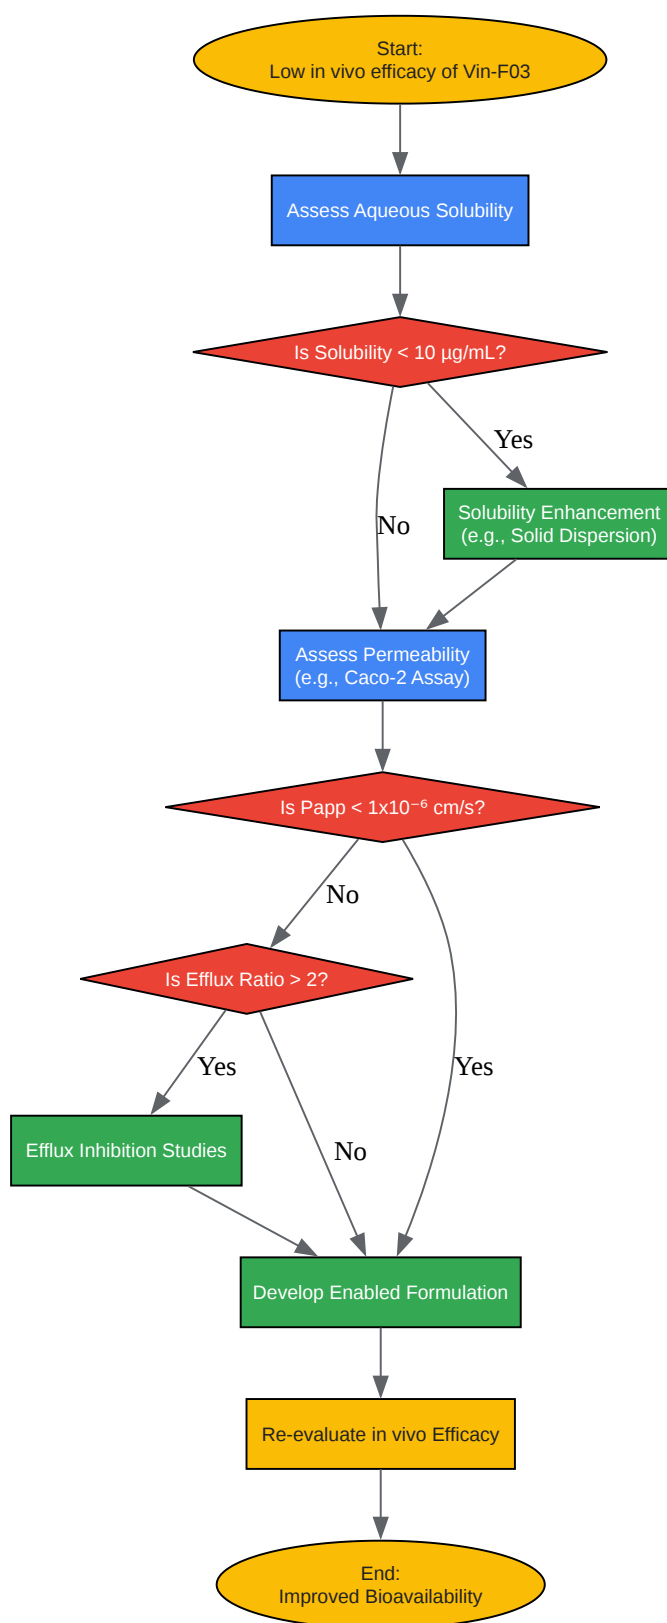 Start:
Low in vivo efficacy of Vin-F03
Assess Aqueous Solubility
Is Solubility < 10 µg/mL?
Yes
No
Solubility Enhancement
(e.g., Solid Dispersion)
Assess Permeability
(e.g., Caco-2 Assay)
Is Papp < 1x10⁻⁶ cm/s?
No
Is Efflux Ratio > 2?
Yes
Yes
Efflux Inhibition Studies
No
Develop Enabled Formulation
Re-evaluate in vivo Efficacy
End:
Improved Bioavailability